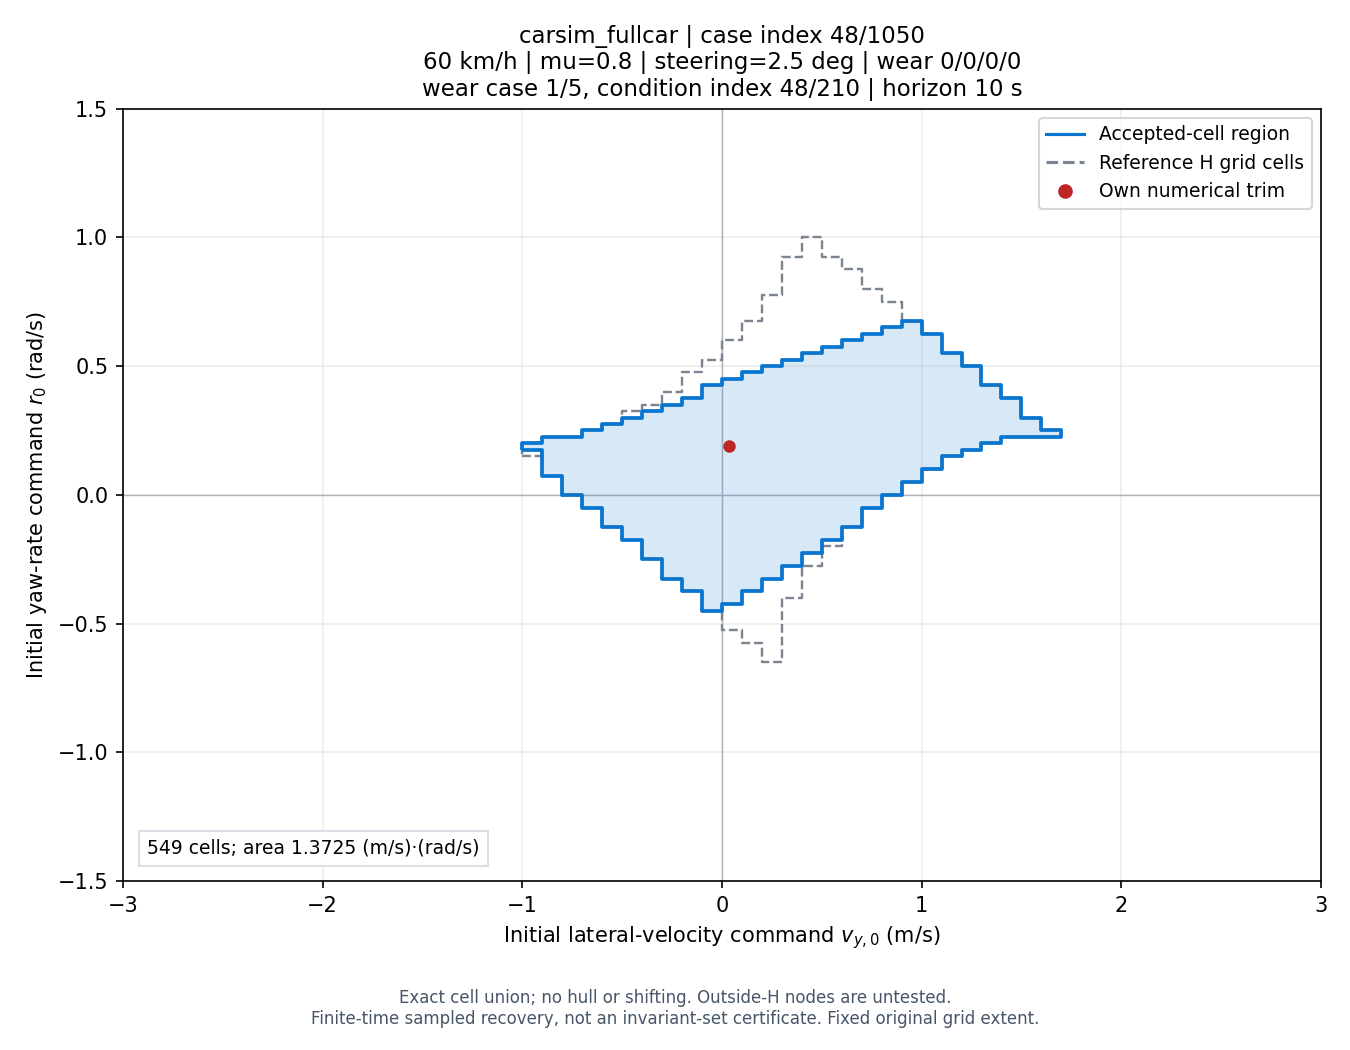 carsim_fullcar | case index 48/1050
60 km/h | mu=0.8 | steering=2.5 deg | wear 0/0/0/0
wear case 1/5, condition index 48/210 | horizon 10 s
Accepted-cell region
Reference H grid cells
Own numerical trim
1.5
1.0
0.5
0.0
−0.5
−1.0
−1.5
Initial yaw-rate command r0 (rad/s)
549 cells; area 1.3725 (m/s)·(rad/s)
−3
−2
−1
0
1
2
3
Initial lateral-velocity command vy,0 (m/s)
Exact cell union; no hull or shifting. Outside-H nodes are untested.
Finite-time sampled recovery, not an invariant-set certificate. Fixed original grid extent.